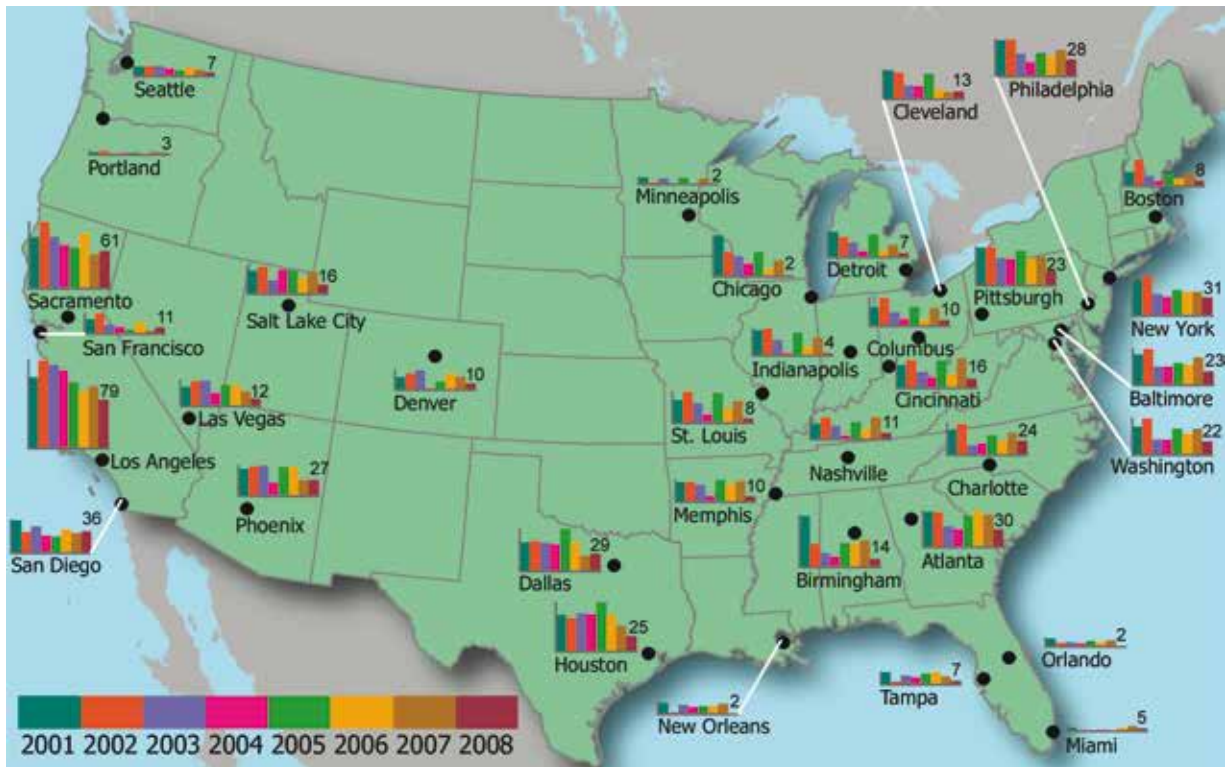 7
Seattle
3
Portland
61
Sacramento
11
San Francisco
79
Los Angeles
36
San Diego
16
Salt Lake City
12
Las Vegas
27
Phoenix
10
Denver
2
Minneapolis
2
Chicago
7
Detroit
13
Cleveland
28
Philadelphia
8
Boston
23
Pittsburgh
31
New York
10
Columbus
4
Indianapolis
16
Cincinnati
23
Baltimore
22
Washington
8
St. Louis
11
Nashville
24
Charlotte
10
Memphis
30
Atlanta
14
Birmingham
29
Dallas
25
Houston
2
New Orleans
7
Tampa
2
Orlando
5
Miami
2001 2002 2003 2004 2005 2006 2007 2008